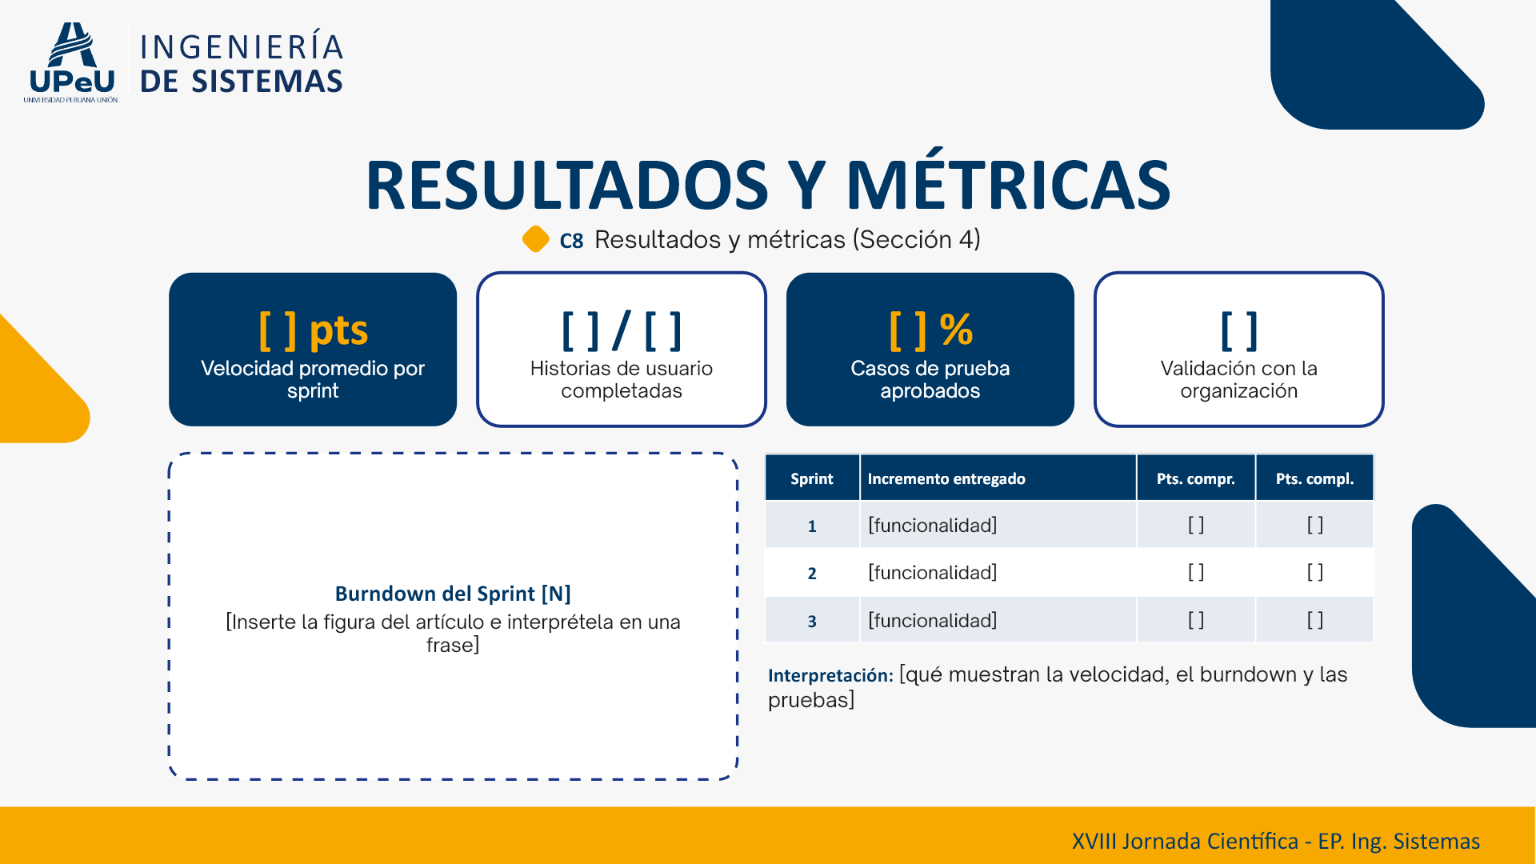 UPeU
UNIVERSIDAD PERUANA UNIÓN
INGENIERÍA
DE SISTEMAS
RESULTADOS Y MÉTRICAS
C8 Resultados y métricas (Sección 4)
[ ] pts
Velocidad promedio por
sprint
[ ] / [ ]
Historias de usuario
completadas
[ ] %
Casos de prueba
aprobados
[ ]
Validación con la
organización
Burndown del Sprint [N]
[Inserte la figura del artículo e interprétela en una
frase]
Sprint Incremento entregado Pts. compr. Pts. compl.
1 [funcionalidad] [ ] [ ]
2 [funcionalidad] [ ] [ ]
3 [funcionalidad] [ ] [ ]
Interpretación: [qué muestran la velocidad, el burndown y las
pruebas]
XVIII Jornada Científica - EP. Ing. Sistemas